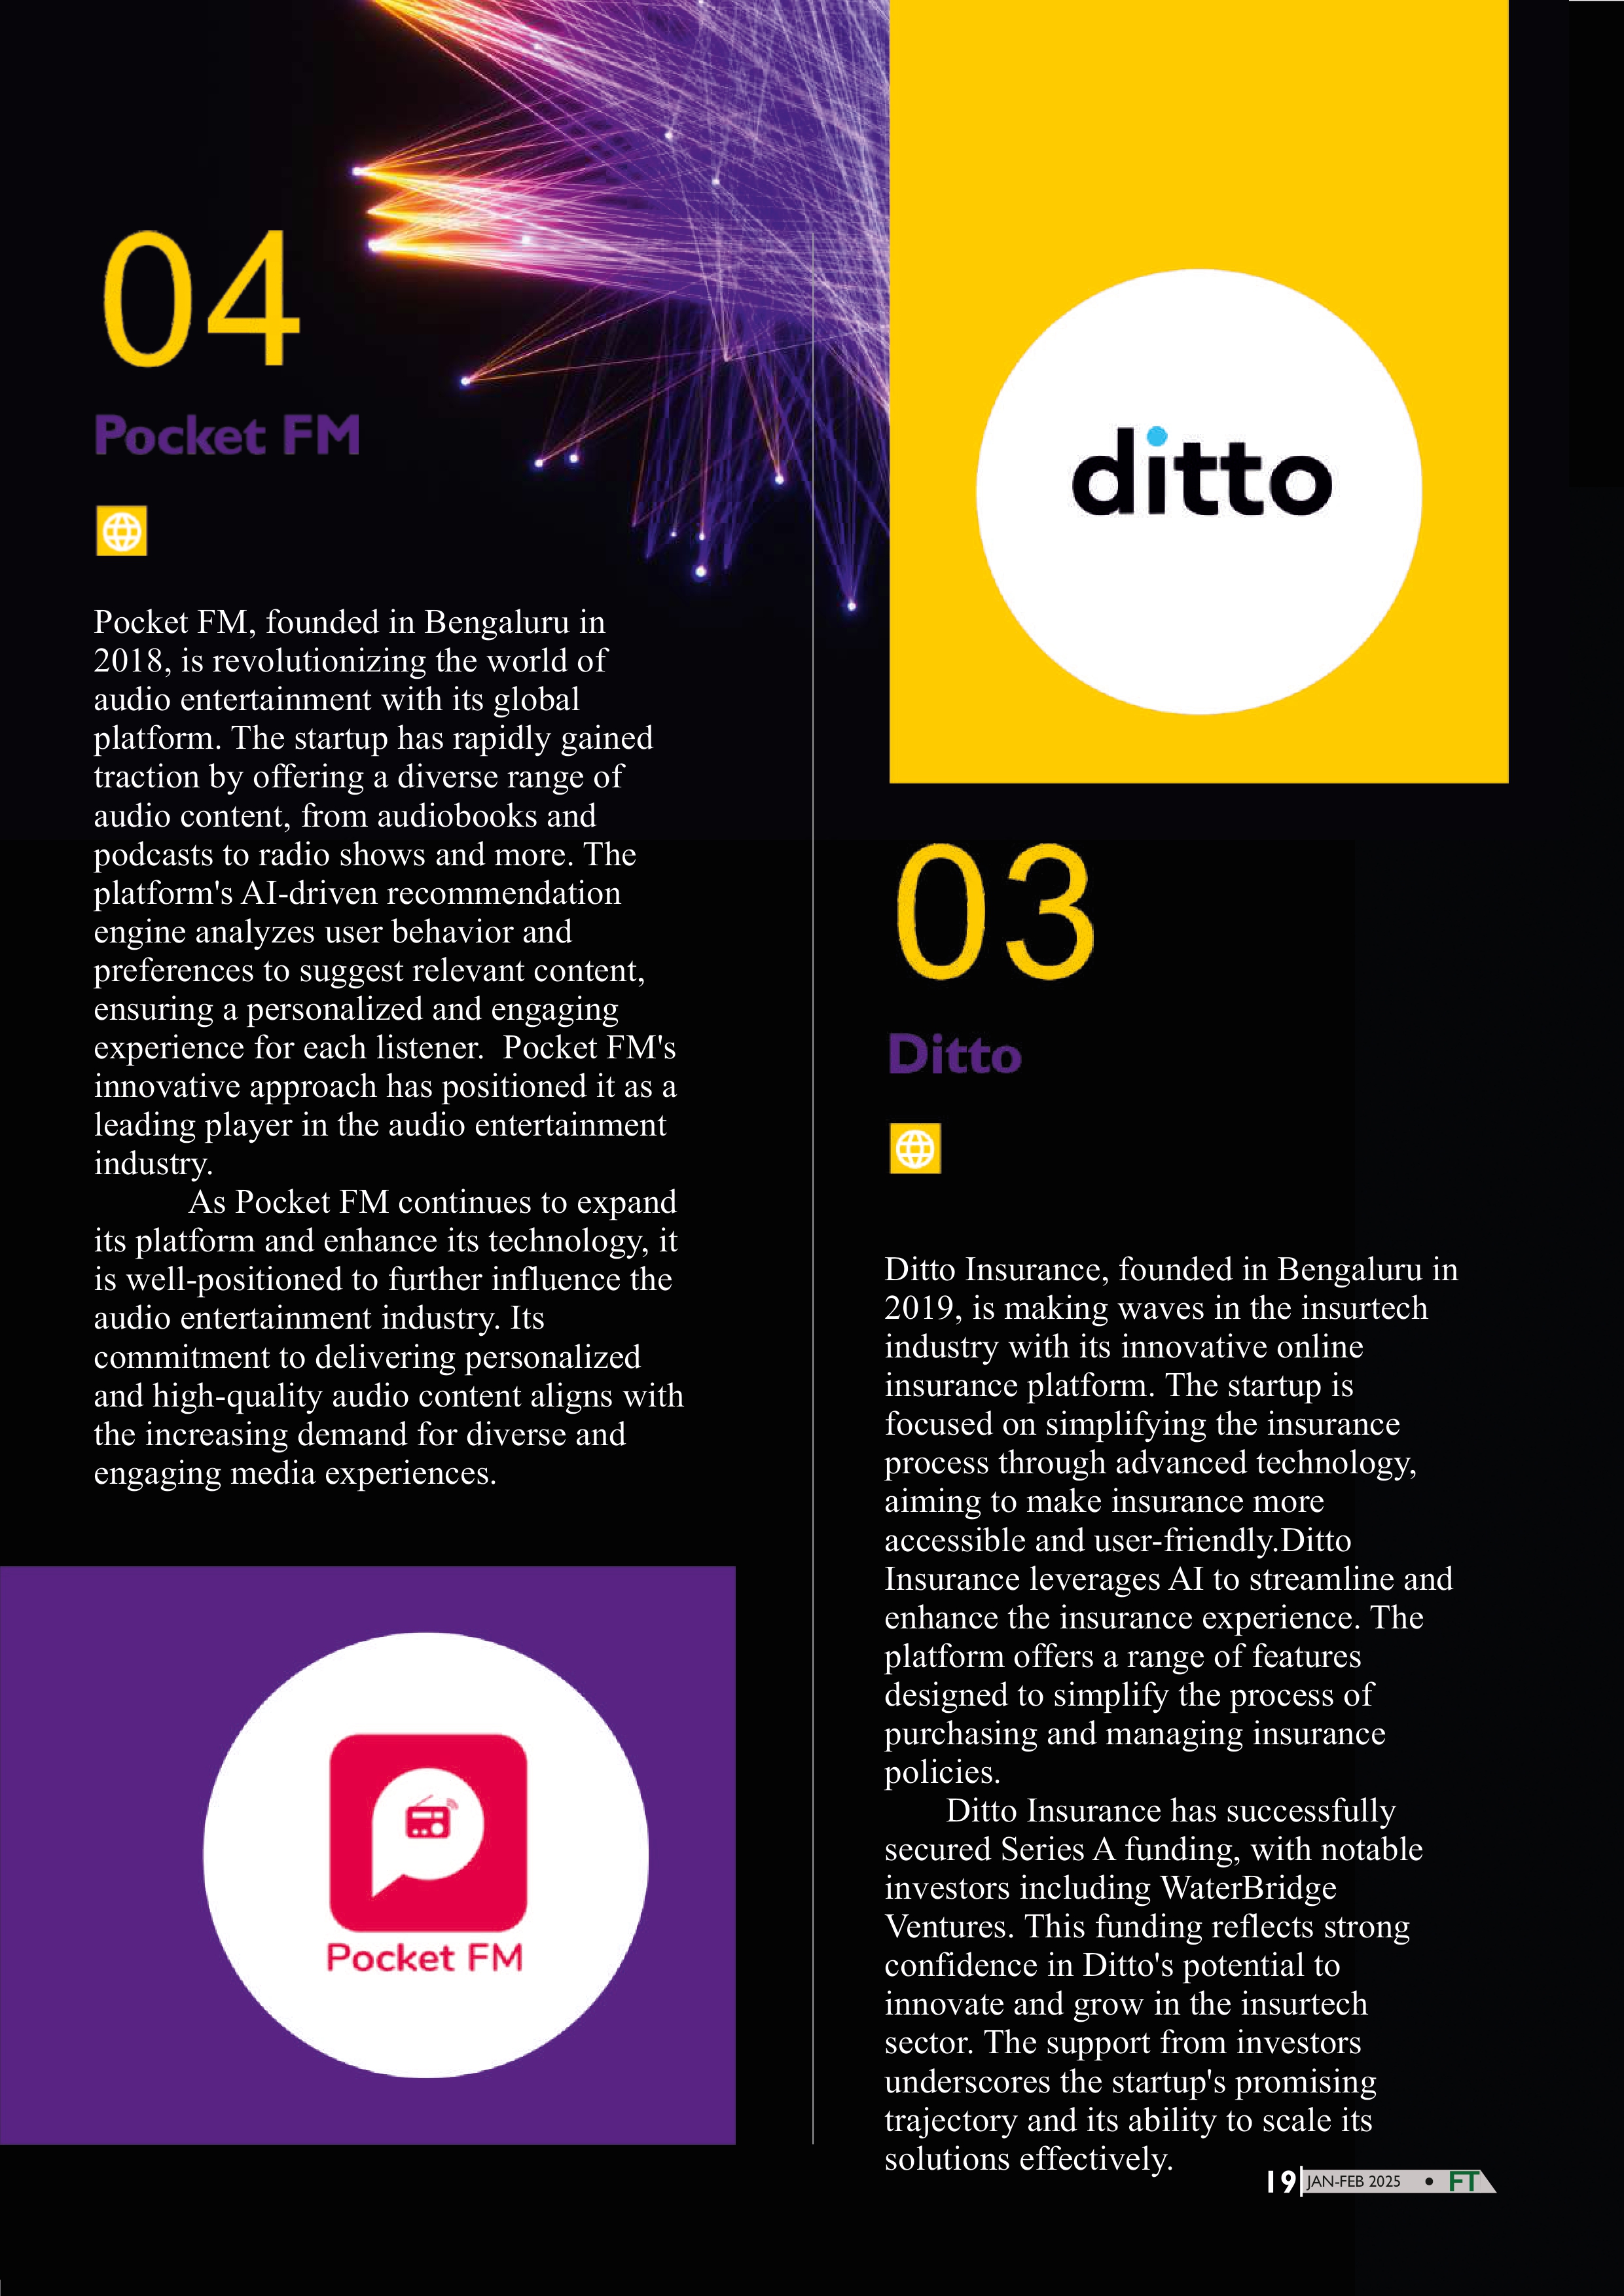 04
Pocket FM
Pocket FM, founded in Bengaluru in
2018, is revolutionizing the world of
audio entertainment with its global
platform. The startup has rapidly gained
traction by offering a diverse range of
audio content, from audiobooks and
podcasts to radio shows and more. The
platform's AI-driven recommendation
engine analyzes user behavior and
preferences to suggest relevant content,
ensuring a personalized and engaging
experience for each listener.  Pocket FM's
innovative approach has positioned it as a
leading player in the audio entertainment
industry.
As Pocket FM continues to expand
its platform and enhance its technology, it
is well-positioned to further influence the
audio entertainment industry. Its
commitment to delivering personalized
and high-quality audio content aligns with
the increasing demand for diverse and
engaging media experiences.
Pocket FM
ditto
03
Ditto
Ditto Insurance, founded in Bengaluru in
2019, is making waves in the insurtech
industry with its innovative online
insurance platform. The startup is
focused on simplifying the insurance
process through advanced technology,
aiming to make insurance more
accessible and user-friendly.Ditto
Insurance leverages AI to streamline and
enhance the insurance experience. The
platform offers a range of features
designed to simplify the process of
purchasing and managing insurance
policies.
Ditto Insurance has successfully
secured Series A funding, with notable
investors including WaterBridge
Ventures. This funding reflects strong
confidence in Ditto's potential to
innovate and grow in the insurtech
sector. The support from investors
underscores the startup's promising
trajectory and its ability to scale its
solutions effectively.
19 JAN-FEB 2025 • FT